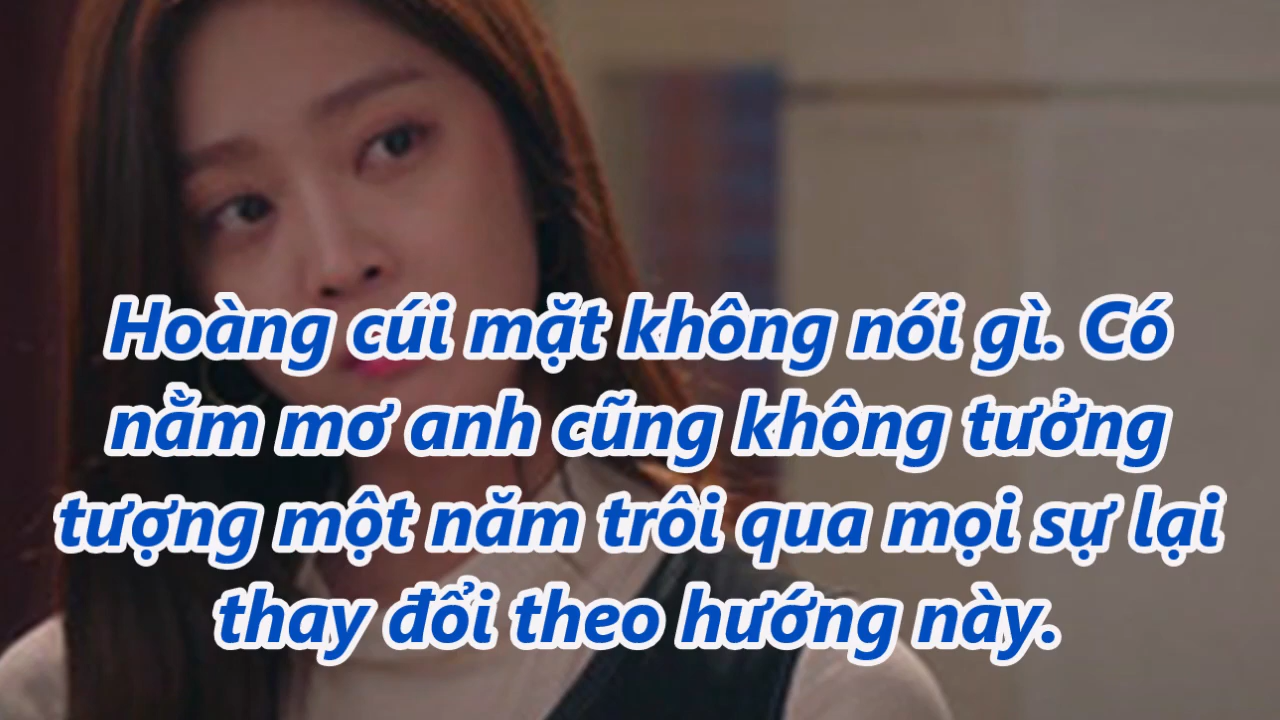 Hoàng cúi mặt không nói gì. Có
nằm mơ anh cũng không tưởng
tượng một năm trôi qua mọi sự lại
thay đổi theo hướng này.